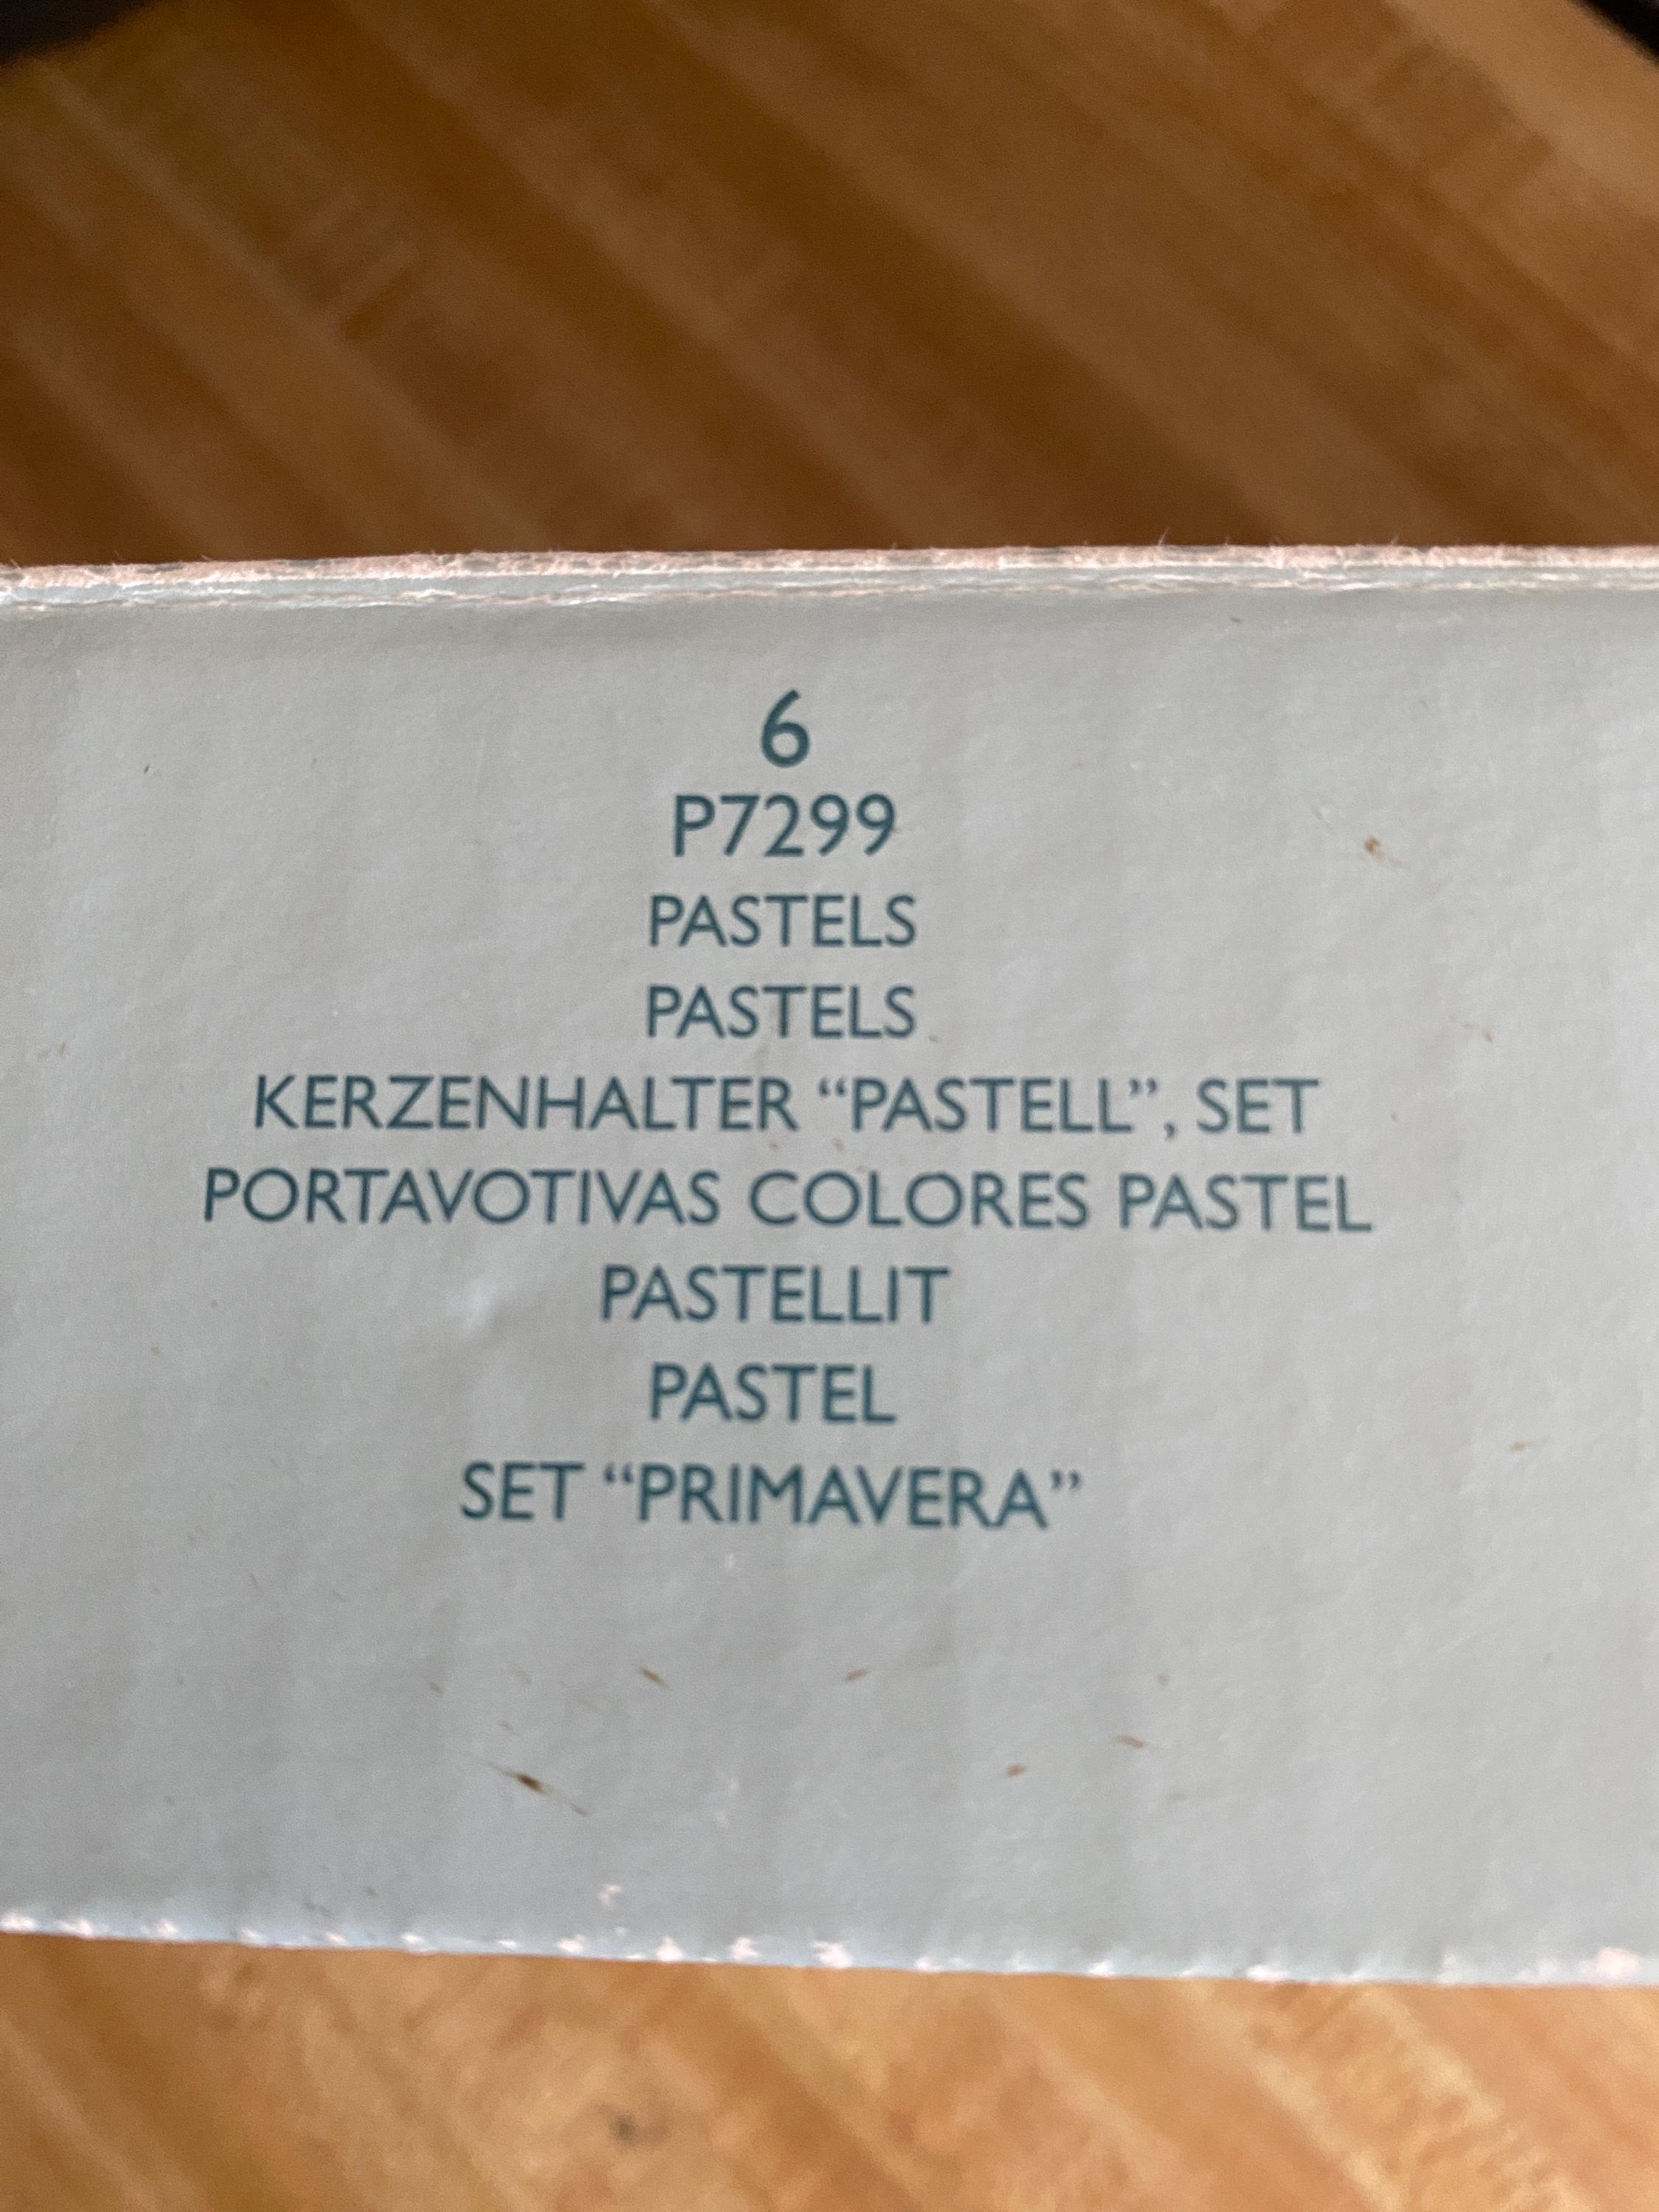 6
P7299
PASTELS
PASTELS
KERZENHALTER “PASTELL”, SET
PORTAVOTIVAS COLORES PASTEL
PASTELLIT
PASTEL
SET “PRIMAVERA”